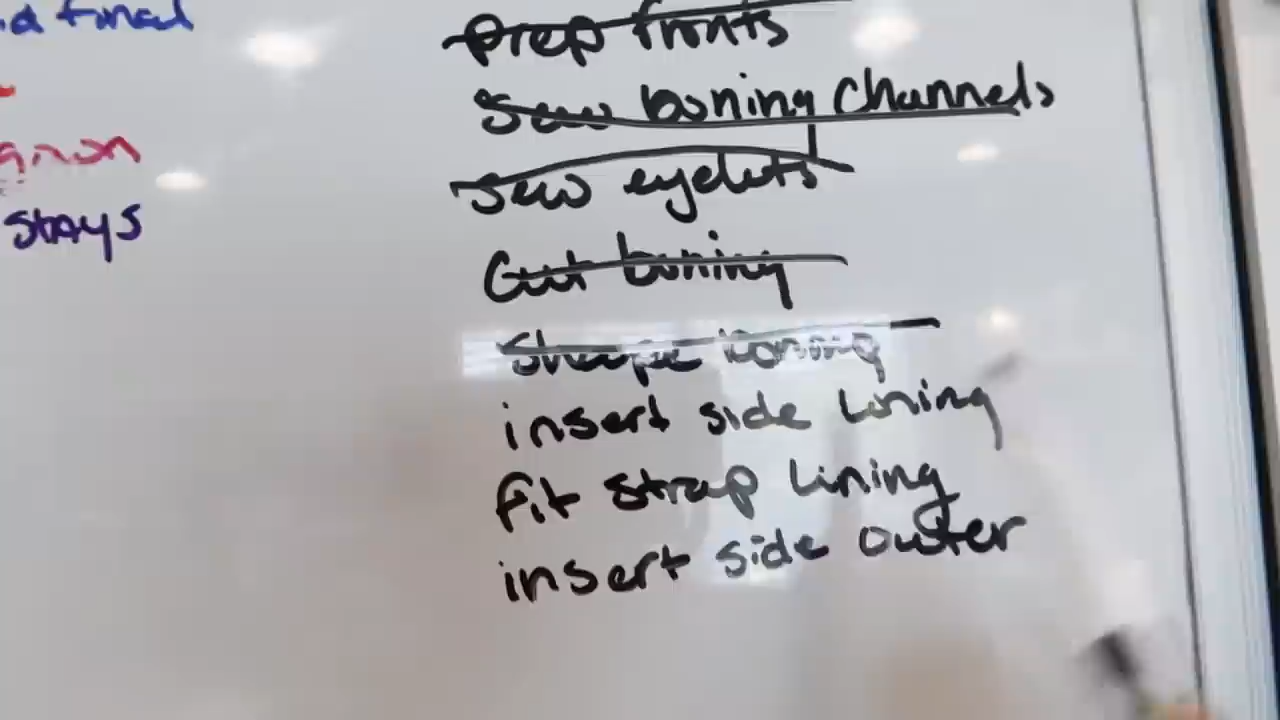 final
stays
prep fronts
sew boning channels
sew eyelets
cut boning
shape boning
insert side lining
fit strap lining
insert side outer